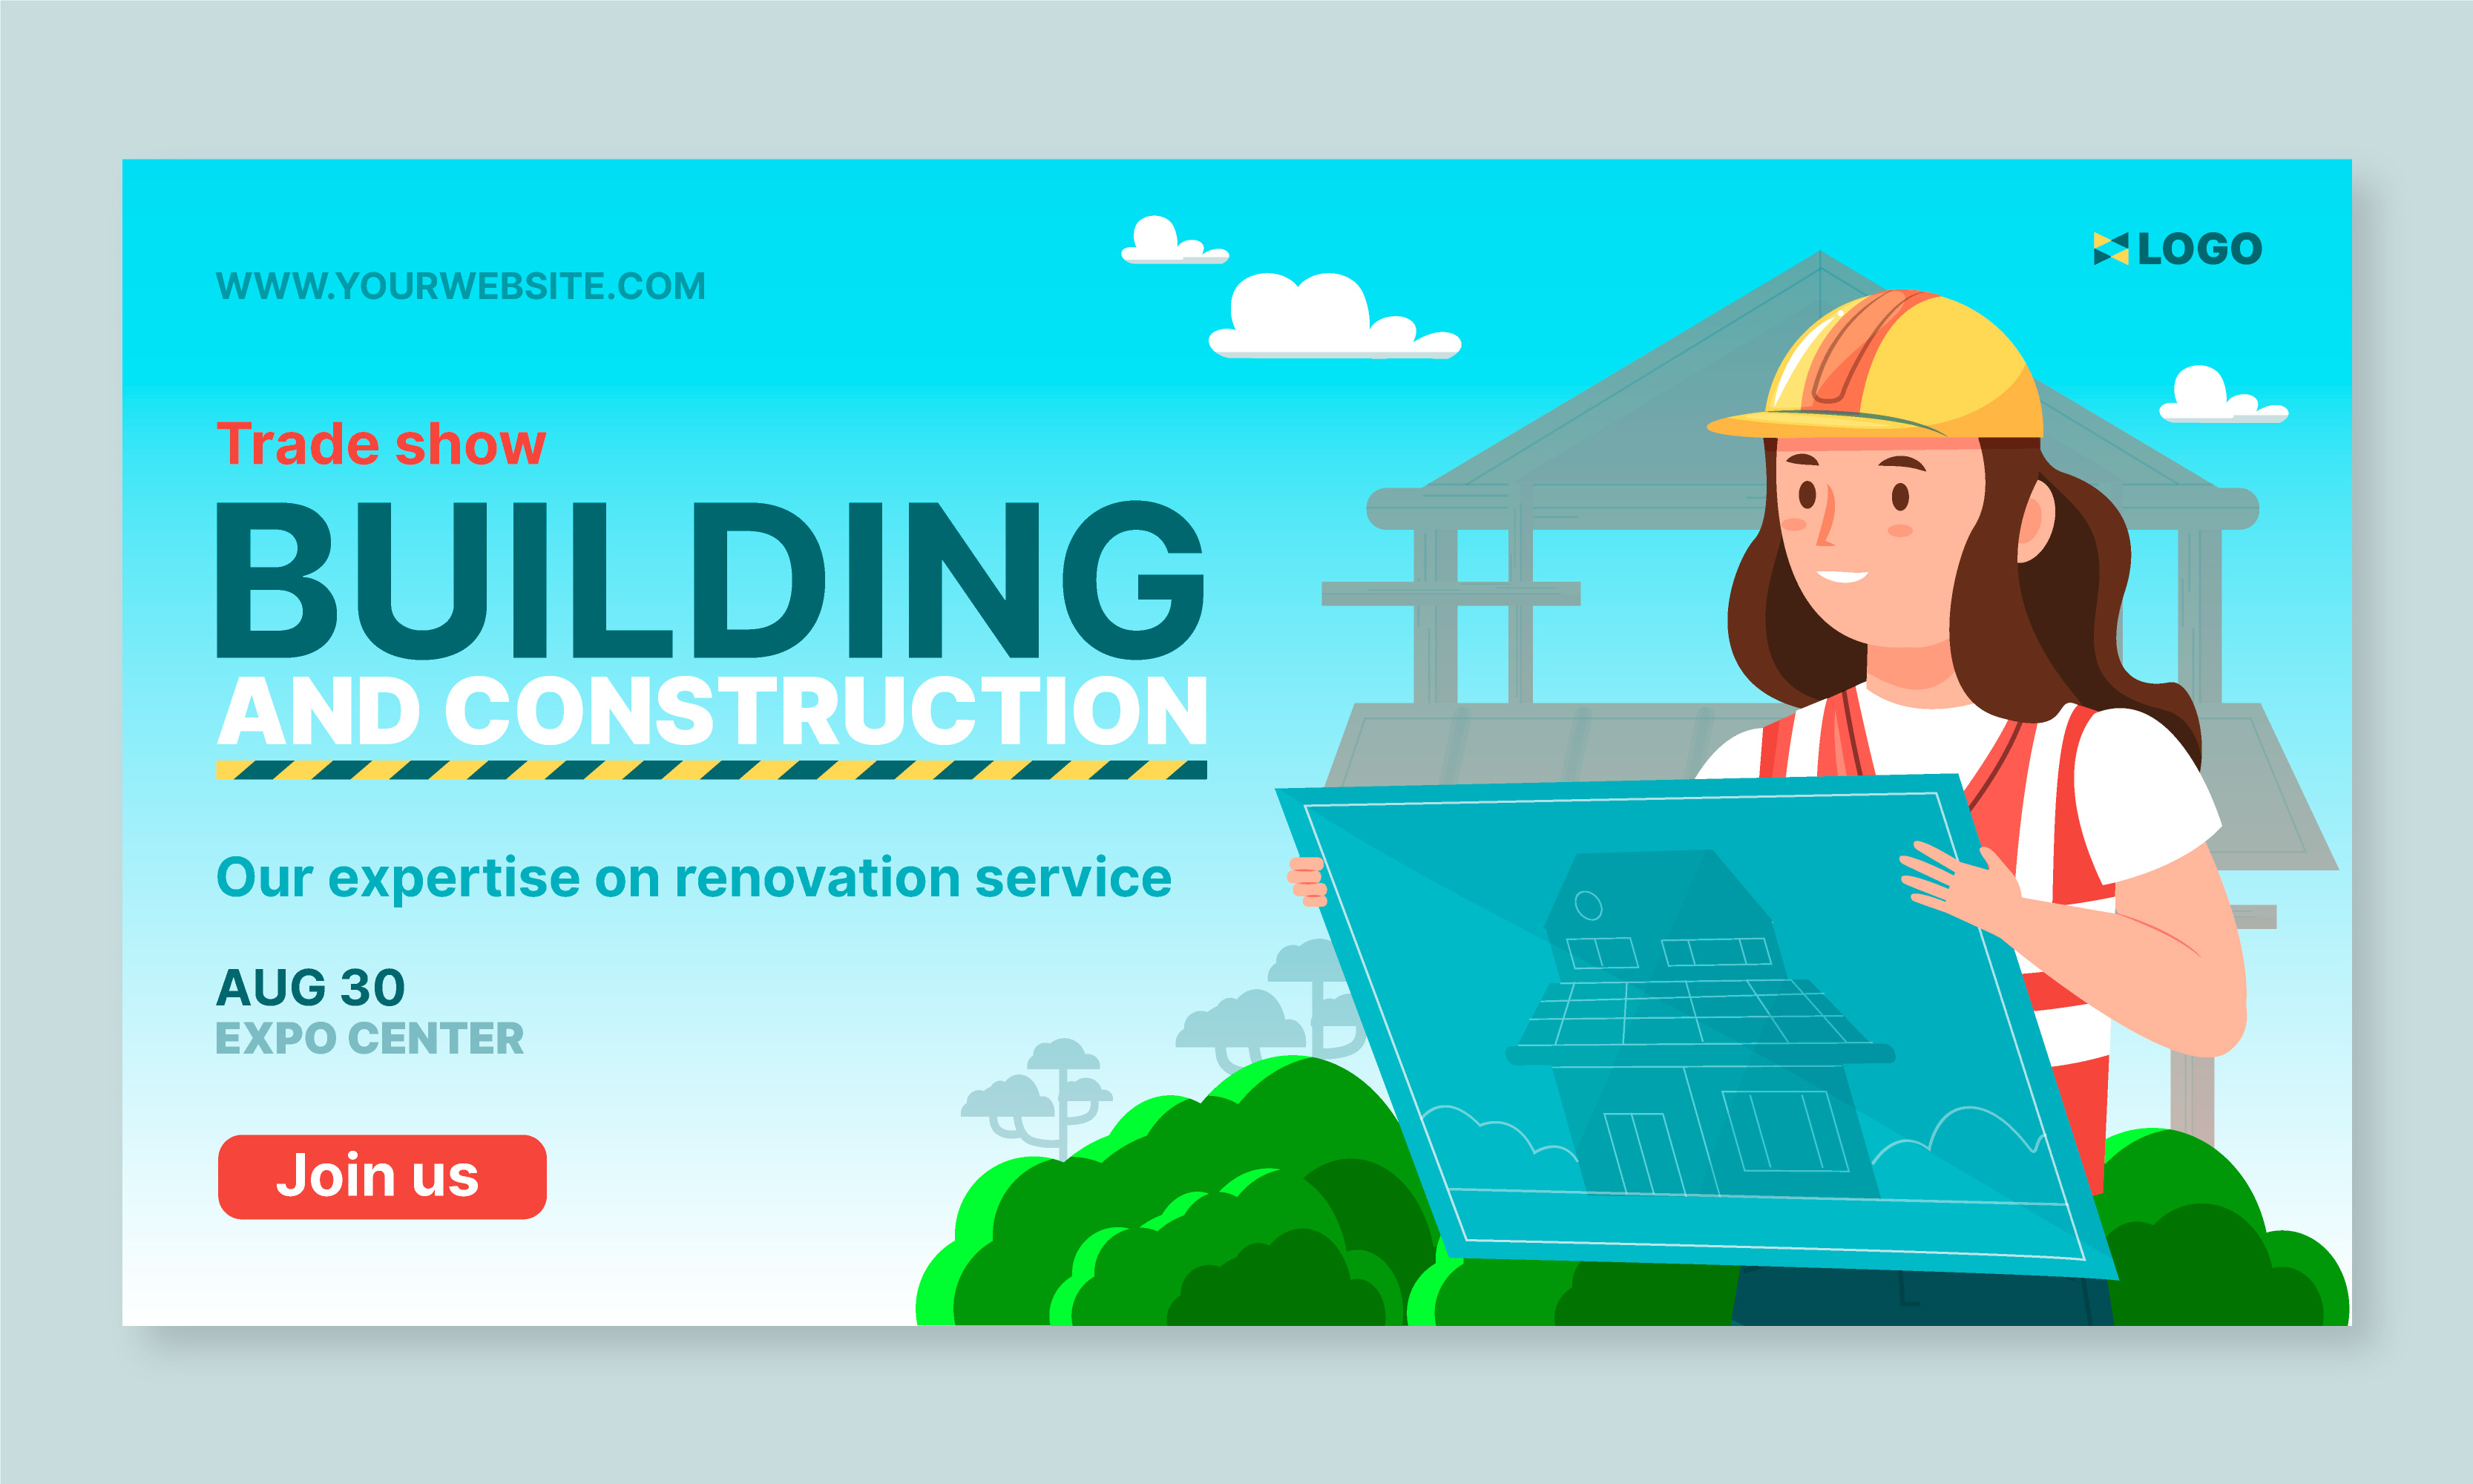 WWW.YOURWEBSITE.COM
LOGO
Trade show
BUILDING
AND CONSTRUCTION
Our expertise on renovation service
AUG 30
EXPO CENTER
Join us